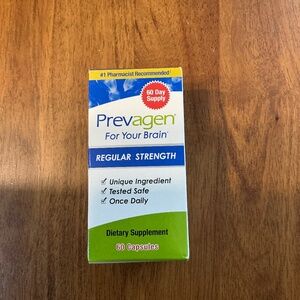 #1 Pharmacist Recommended†
60 Day
Supply
Prevagen®
For Your Brain®
REGULAR STRENGTH
Unique Ingredient
Tested Safe
Once Daily
Dietary Supplement
60 Capsules